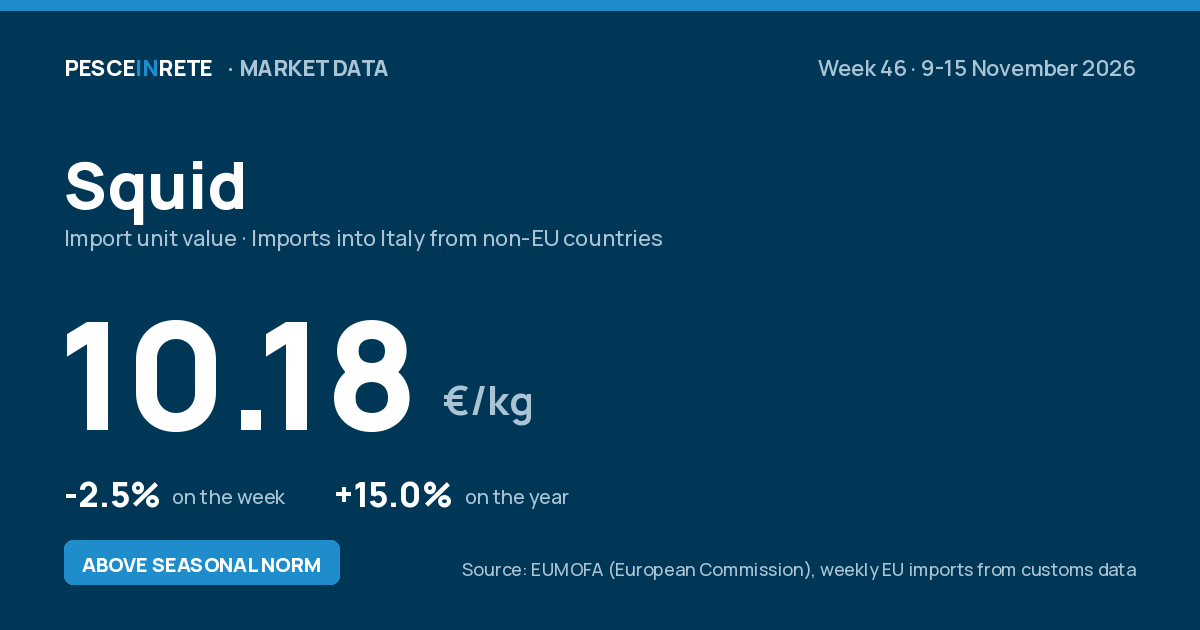 PESCEINRETE · MARKET DATA
Week 46 · 9-15 November 2026
Squid
Import unit value · Imports into Italy from non-EU countries
10.18 €/kg
-2.5% on the week +15.0% on the year
ABOVE SEASONAL NORM
Source: EUMOFA (European Commission), weekly EU imports from customs data